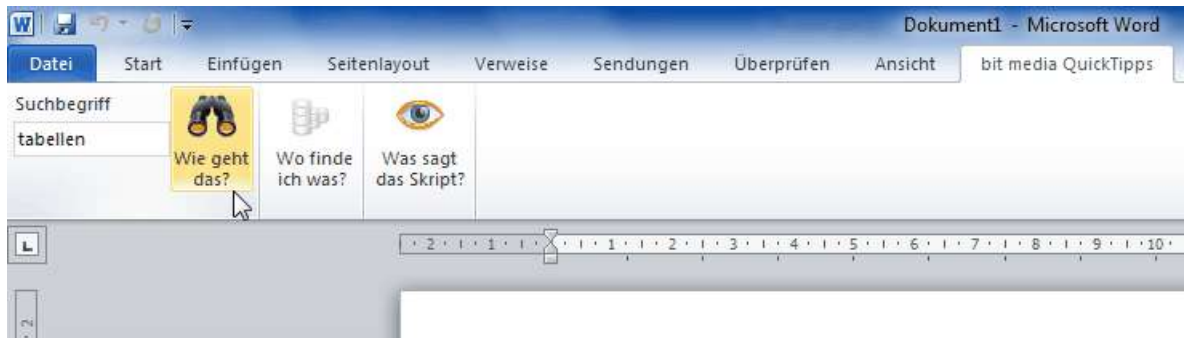 W
Dokument1 - Microsoft Word
Datei Start Einfügen Seitenlayout Verweise Sendungen Überprüfen Ansicht bit media QuickTipps
Suchbegriff
tabellen
Wie geht
das?
Wo finde
ich was?
Was sagt
das Skript?
L
2 1 1 2 3 4 5 6 7 8 9 10
2